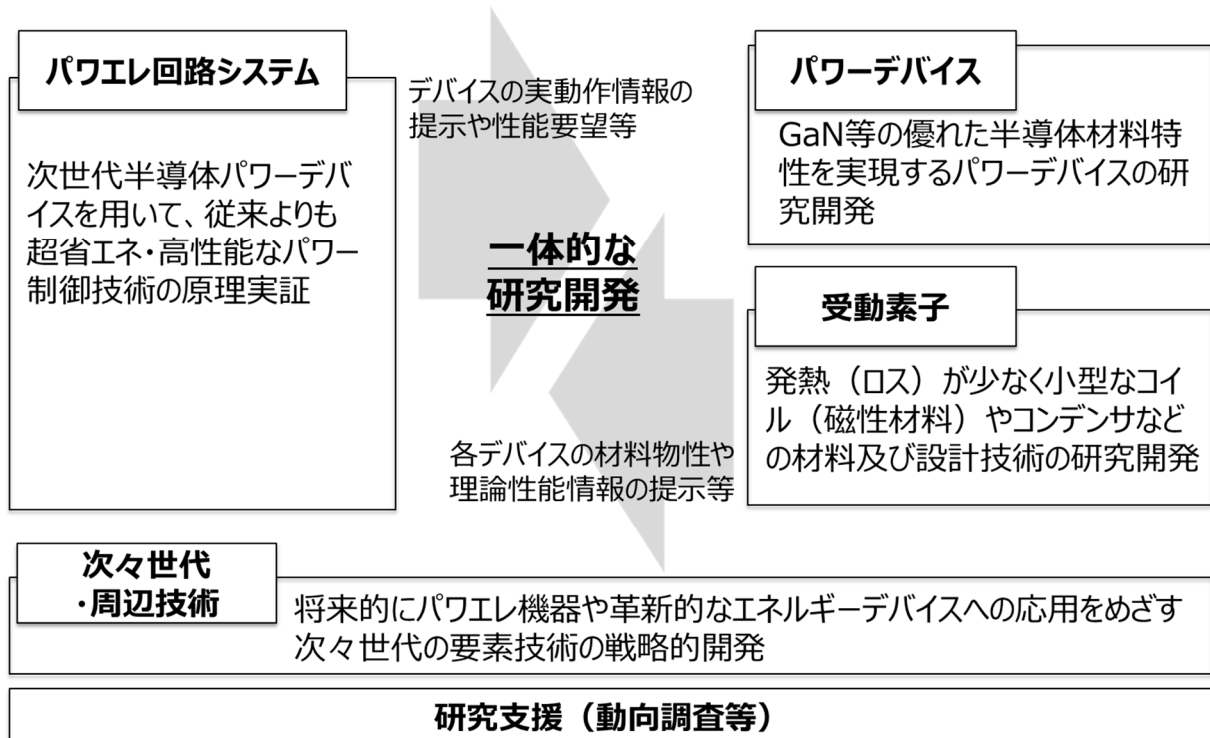 パワエレ回路システム
次世代半導体パワーデバ
イスを用いて、従来よりも
超省エネ・高性能なパワー
制御技術の原理実証
デバイスの実動作情報の
提示や性能要望等
一体的な
研究開発
各デバイスの材料物性や
理論性能情報の提示等
パワーデバイス
GaN等の優れた半導体材料特
性を実現するパワーデバイスの研
究開発
受動素子
発熱（ロス）が少なく小型なコイ
ル（磁性材料）やコンデンサなど
の材料及び設計技術の研究開発
次々世代
・周辺技術
将来的にパワエレ機器や革新的なエネルギーデバイスへの応用をめざす
次々世代の要素技術の戦略的開発
研究支援（動向調査等）